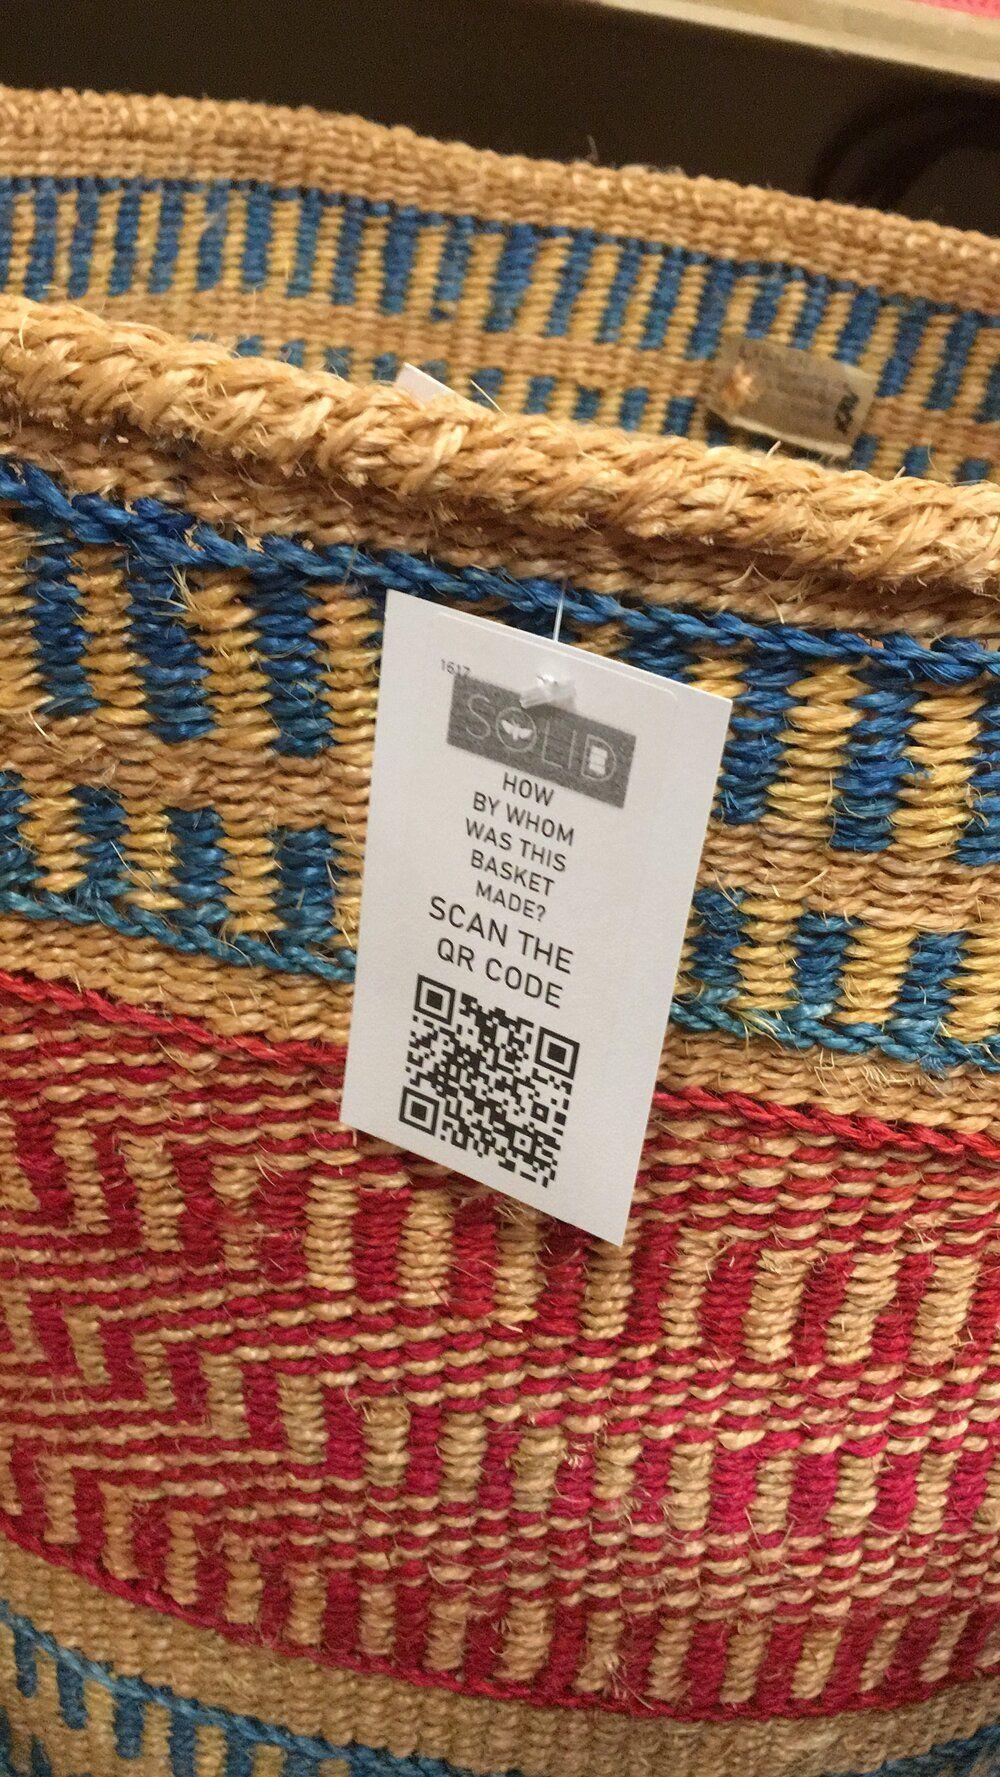 1617
SOLID
HOW
BY WHOM
WAS THIS
BASKET
MADE?
SCAN THE
QR CODE